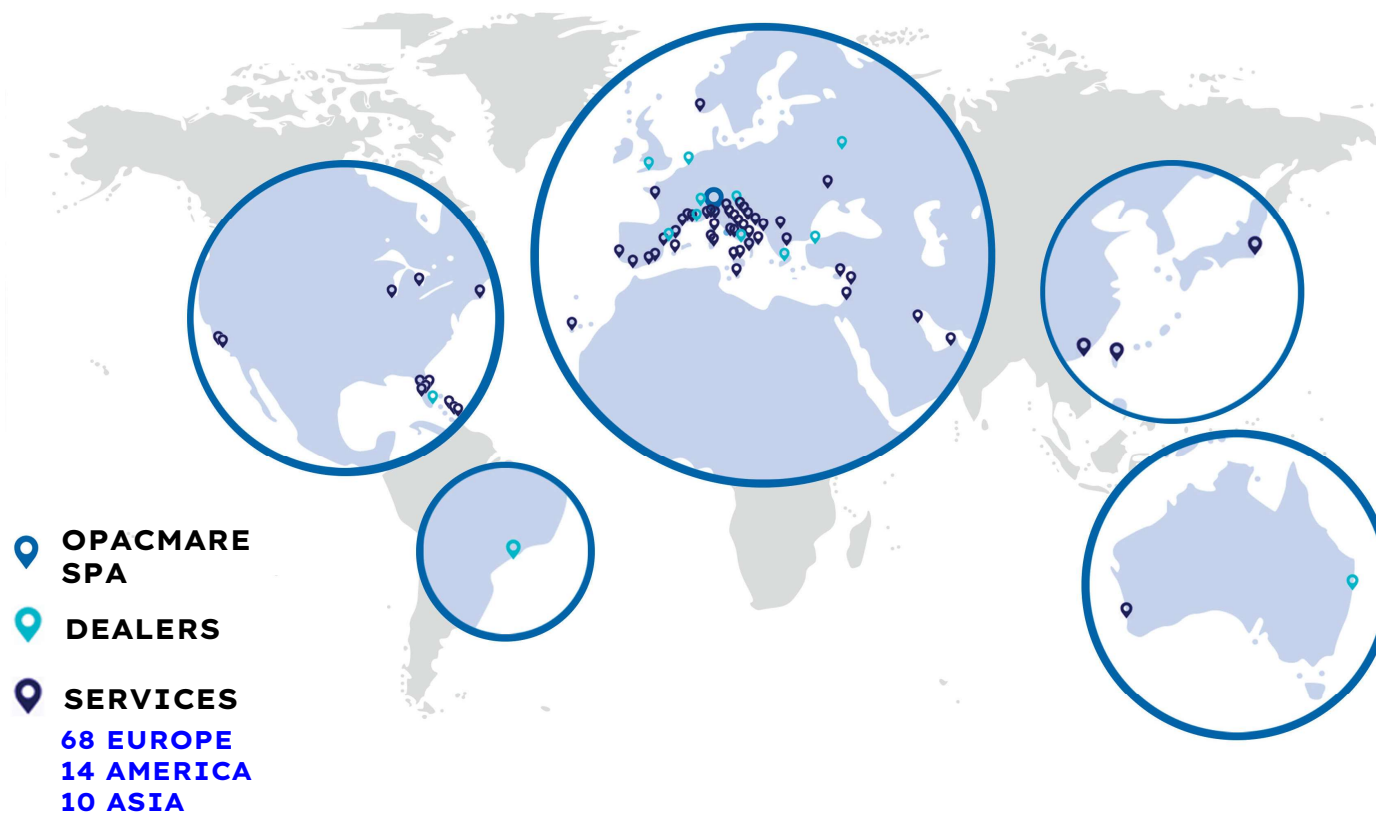 OPACMARE
SPA
DEALERS
SERVICES
68 EUROPE
14 AMERICA
10 ASIA